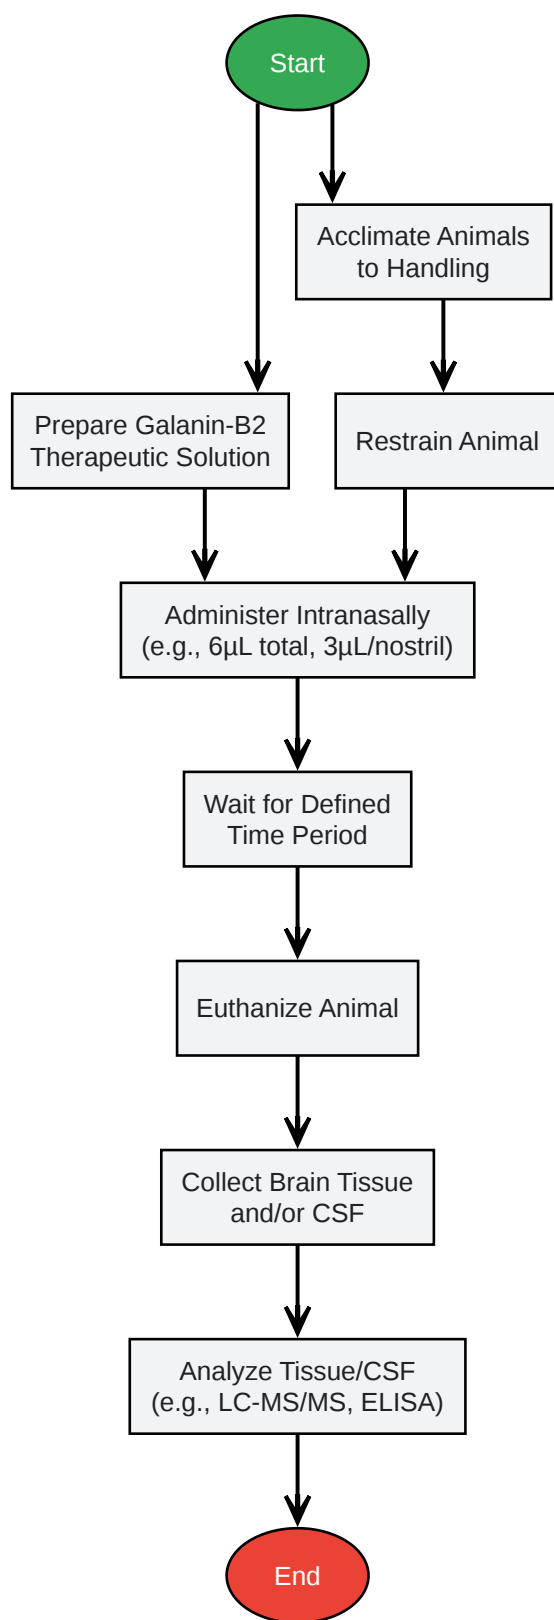 Start
Acclimate Animals
to Handling
Prepare Galanin-B2
Therapeutic Solution
Restrain Animal
Administer Intranasally
(e.g., 6µL total, 3µL/nostril)
Wait for Defined
Time Period
Euthanize Animal
Collect Brain Tissue
and/or CSF
Analyze Tissue/CSF
(e.g., LC-MS/MS, ELISA)
End